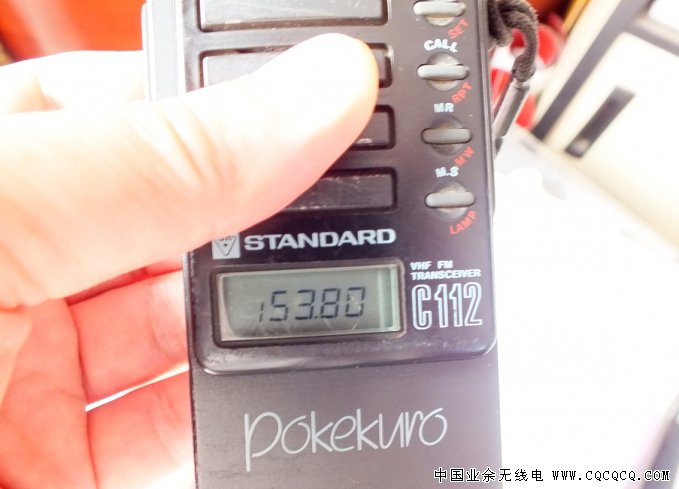 SET
CALL
RPT
MR
MW
M-S
LAMP
STANDARD
VHF FM
TRANSCEIVER
C112
153.80
pokekuro
中国业余无线电 www.cqcqcq.com